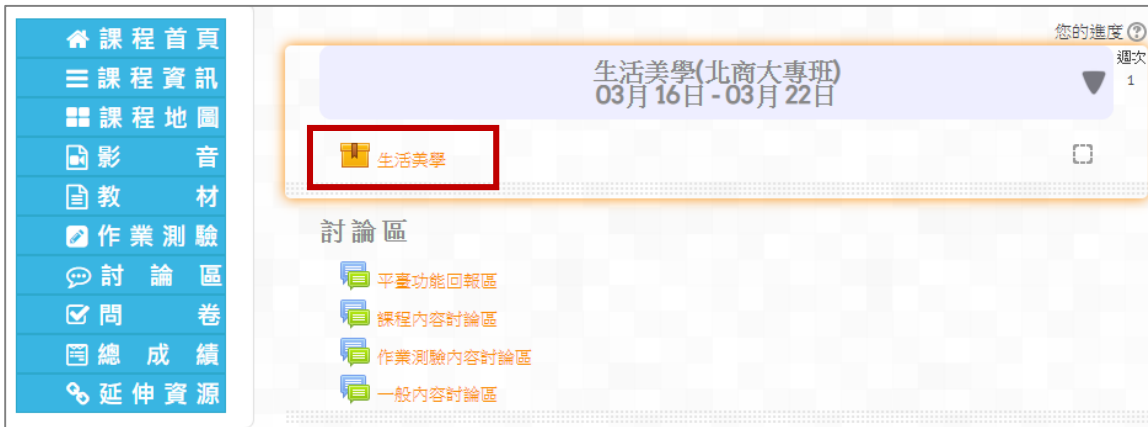 課程首頁
課程資訊
課程地圖
影音
教材
作業測驗
討論區
問卷
總成績
延伸資源
您的進度
週次
1
生活美學(北商大專班)
03月 16日 - 03月 22日
生活美學
討論區
平臺功能回報區
課程內容討論區
作業測驗內容討論區
一般內容討論區